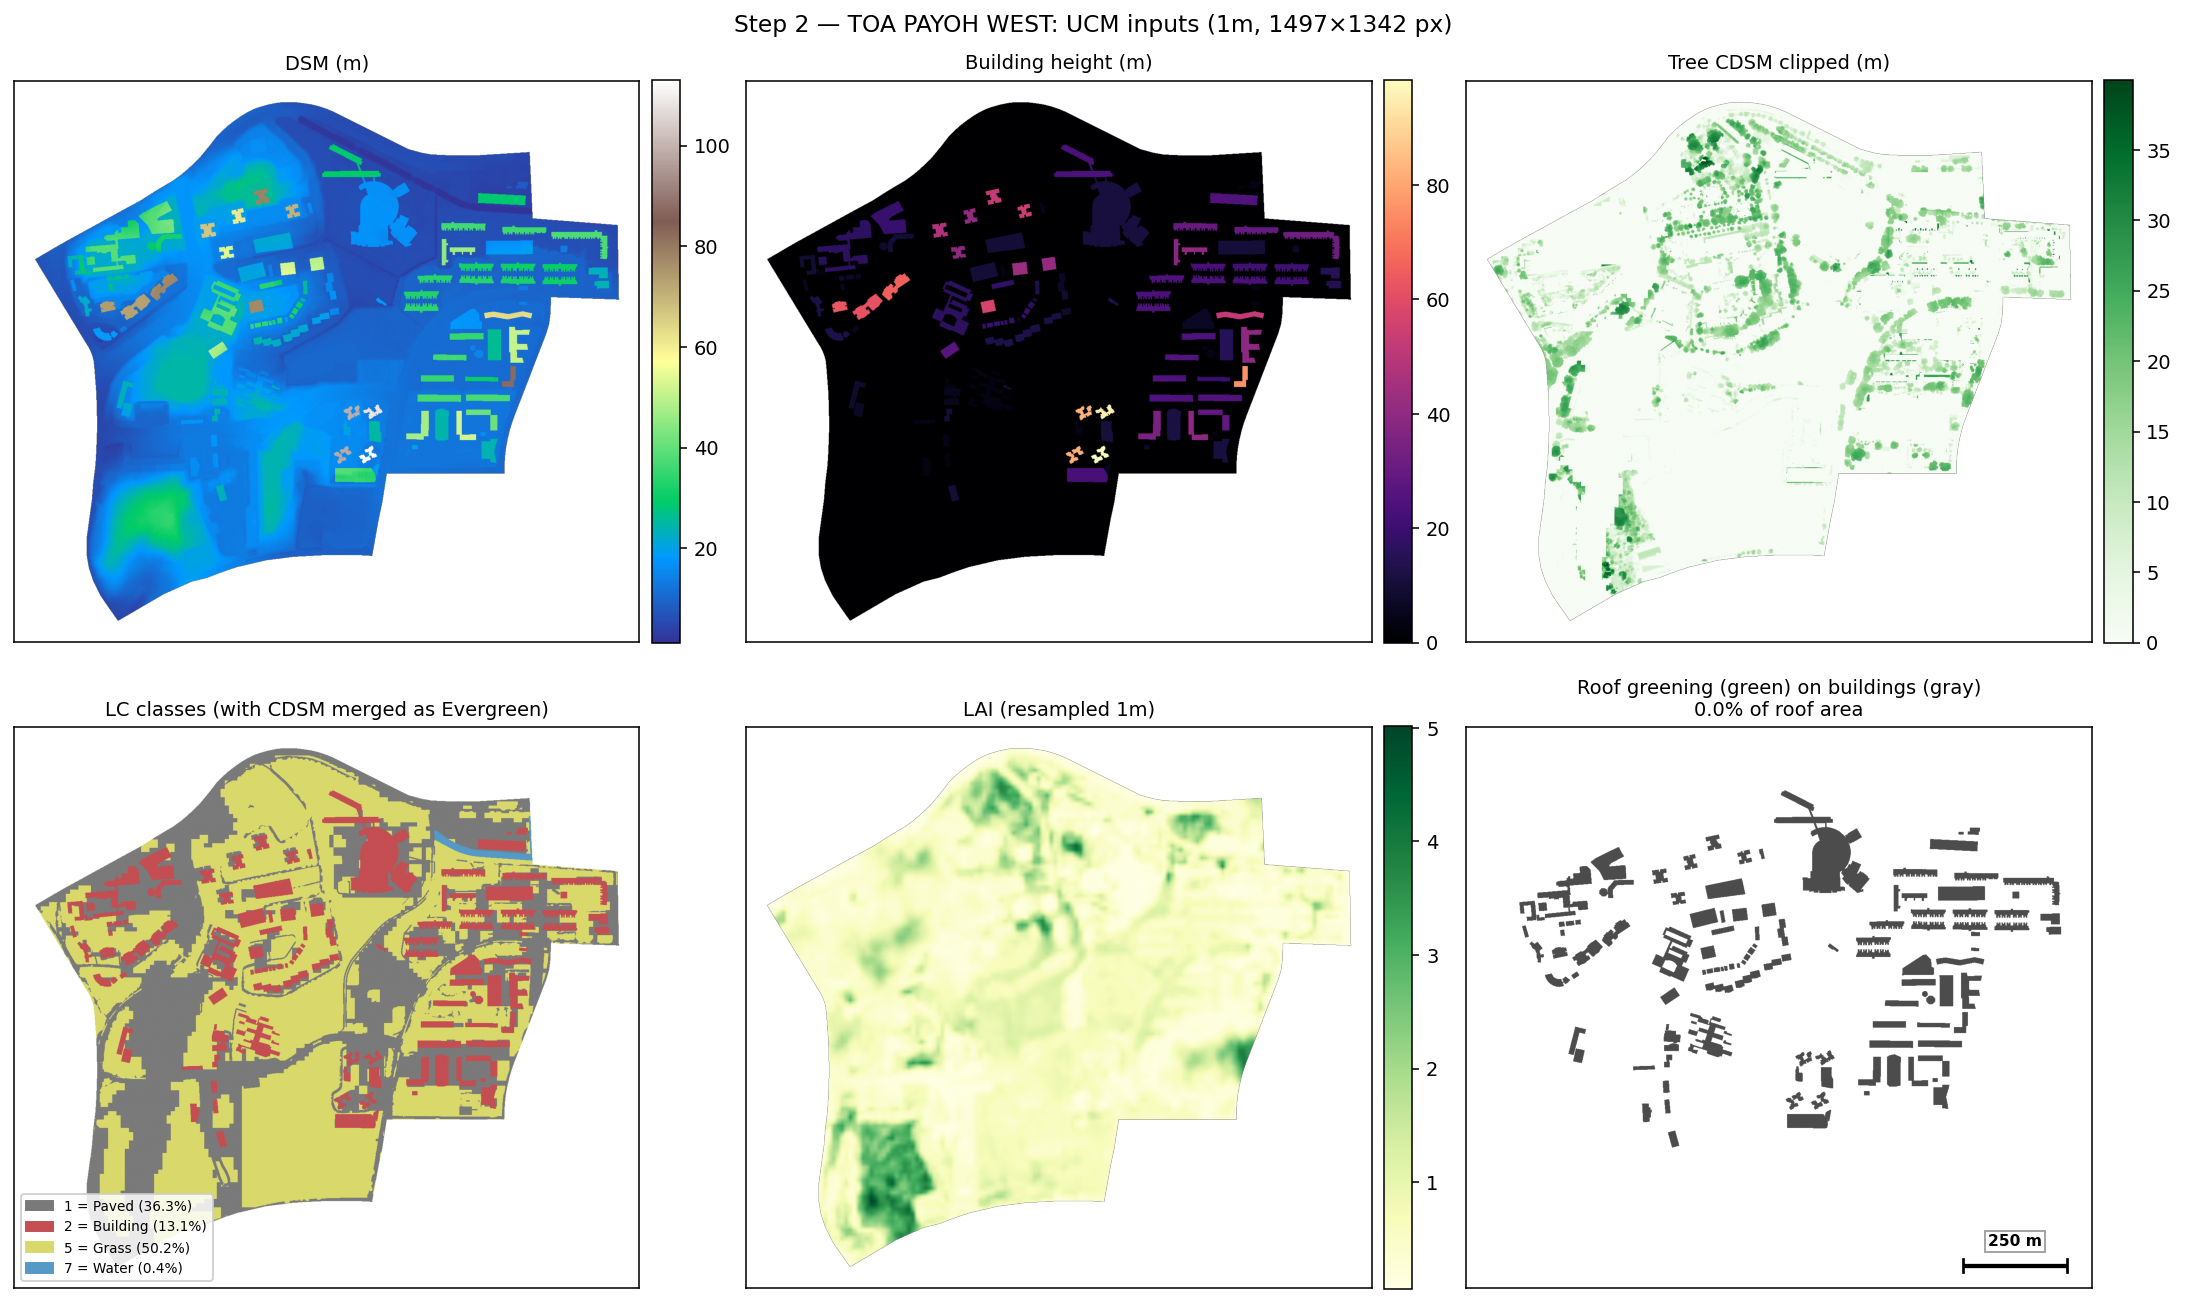 Step 2 — TOA PAYOH WEST: UCM inputs (1m, 1497×1342 px)
DSM (m)
100
80
60
40
20
Building height (m)
80
60
40
20
0
Tree CDSM clipped (m)
35
30
25
20
15
10
5
0
LC classes (with CDSM merged as Evergreen)
1 = Paved (36.3%)
2 = Building (13.1%)
5 = Grass (50.2%)
7 = Water (0.4%)
LAI (resampled 1m)
5
4
3
2
1
Roof greening (green) on buildings (gray)
0.0% of roof area
250 m